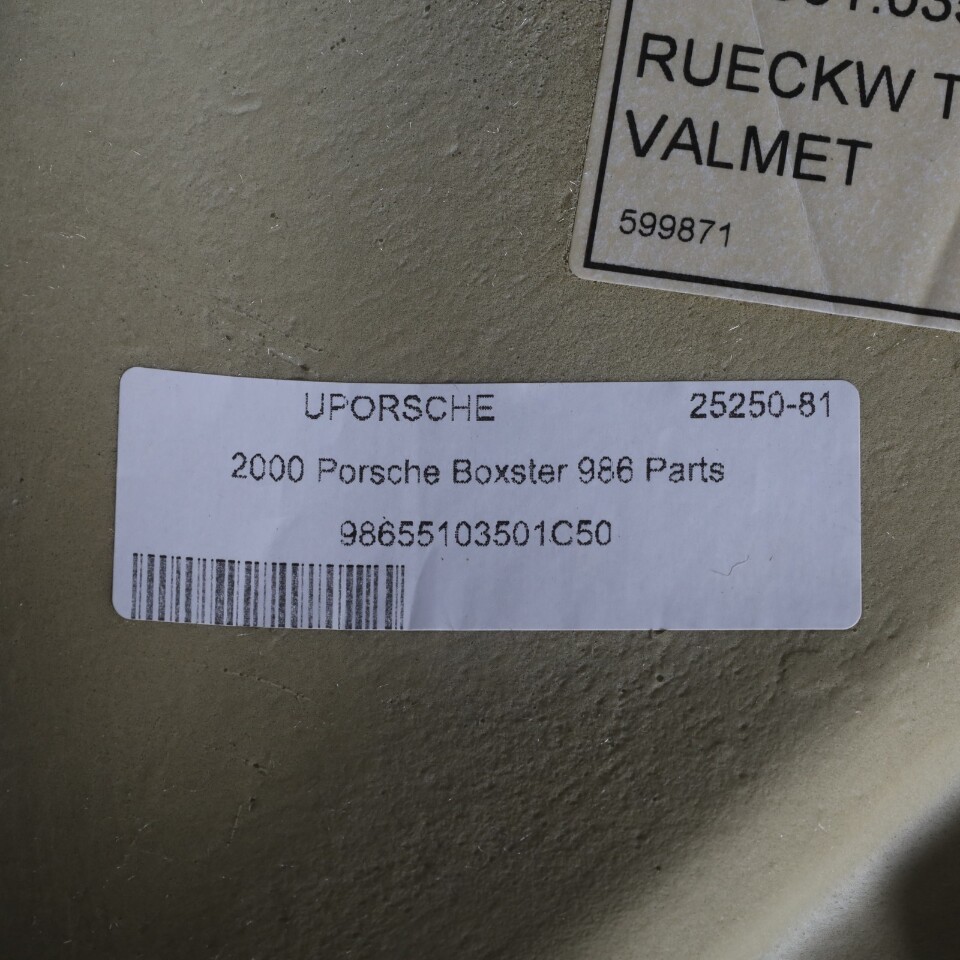 RUECKW
VALMET
599871
UPORSCHE 25250-81
2000 Porsche Boxster 986 Parts
98655103501C50